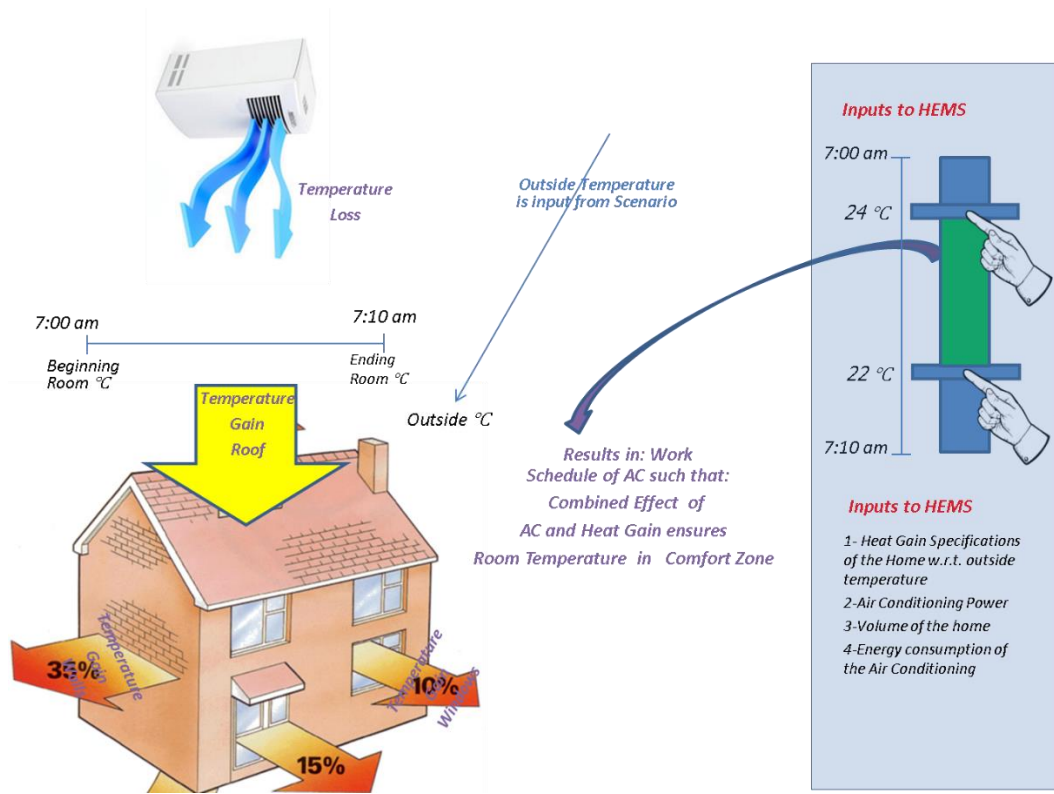 Temperature
Loss
Outside Temperature
is input from Scenario
7:00 am
7:10 am
Beginning
Room °C
Ending
Room °C
Outside °C
Temperature
Gain
Roof
Results in: Work
Schedule of AC such that:
Combined Effect of
AC and Heat Gain ensures
Room Temperature in Comfort Zone
Temperature
Gain
35%
Temperature
Windows
10%
15%
Inputs to HEMS
7:00 am
24 °C
22 °C
7:10 am
Inputs to HEMS
1- Heat Gain Specifications
of the Home w.r.t. outside
temperature
2-Air Conditioning Power
3-Volume of the home
4-Energy consumption of
the Air Conditioning